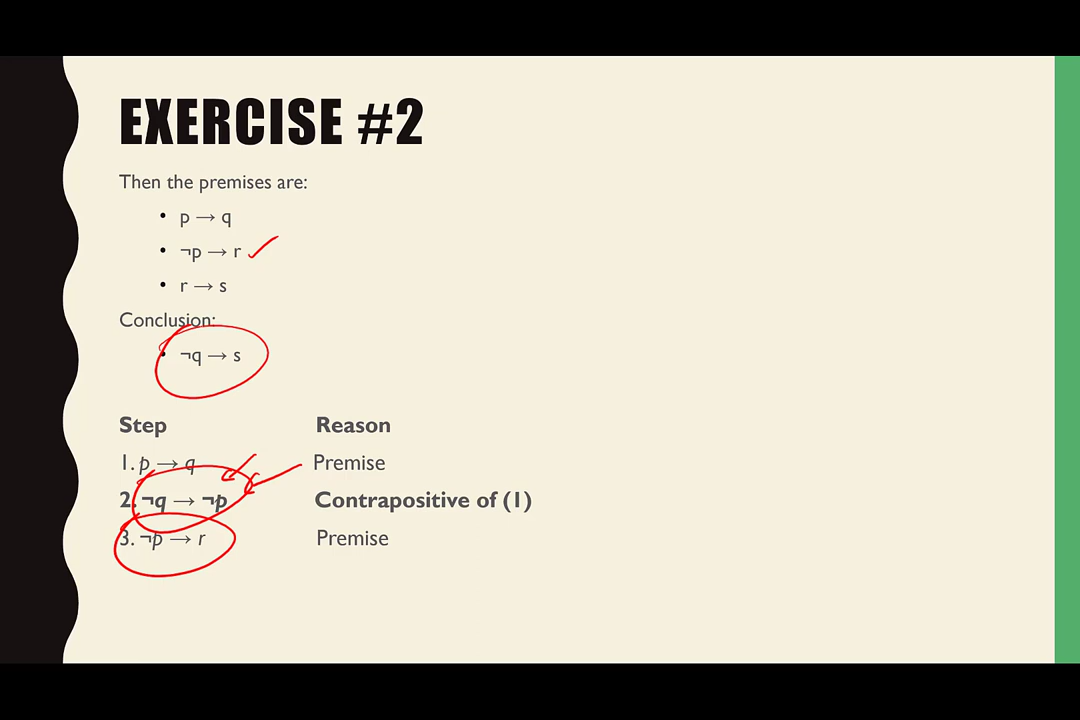 EXERCISE #2
Then the premises are:
• p → q
• ¬p → r
• r → s
Conclusion:
• ¬q → s
Step Reason
1. p → q Premise
2. ¬q → ¬p Contrapositive of (1)
3. ¬p → r Premise